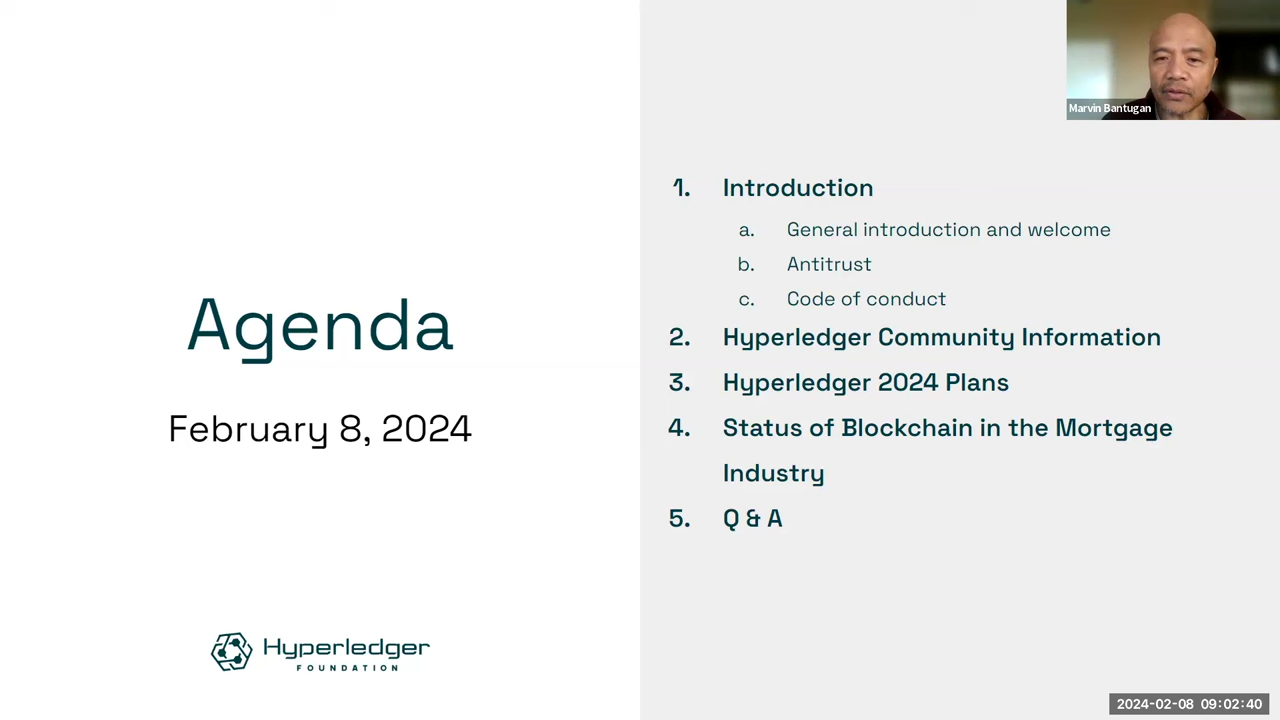 Agenda
February 8, 2024
Hyperledger
FOUNDATION
Marvin Bantugan
1. Introduction
a. General introduction and welcome
b. Antitrust
c. Code of conduct
2. Hyperledger Community Information
3. Hyperledger 2024 Plans
4. Status of Blockchain in the Mortgage
Industry
5. Q & A
2024-02-08 09:02:40